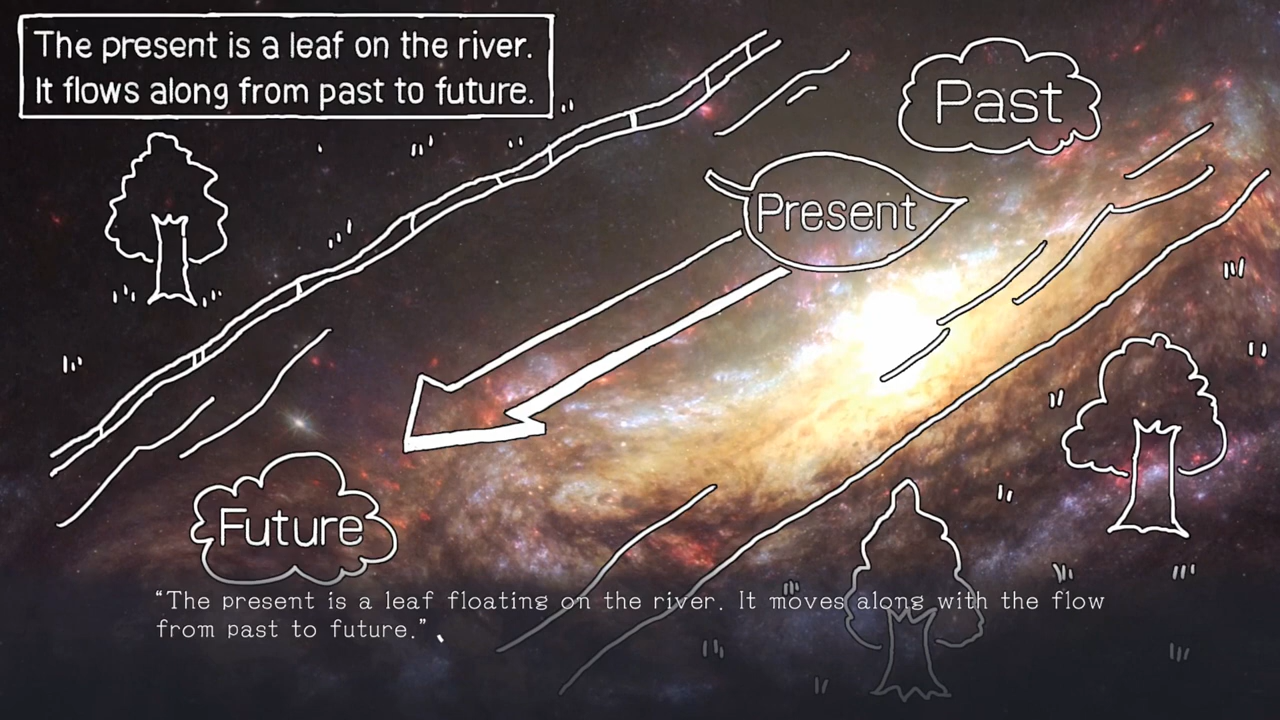 The present is a leaf on the river.
It flows along from past to future.
Past
Present
Future
“The present is a leaf floating on the river. It moves along with the flow
from past to future.”